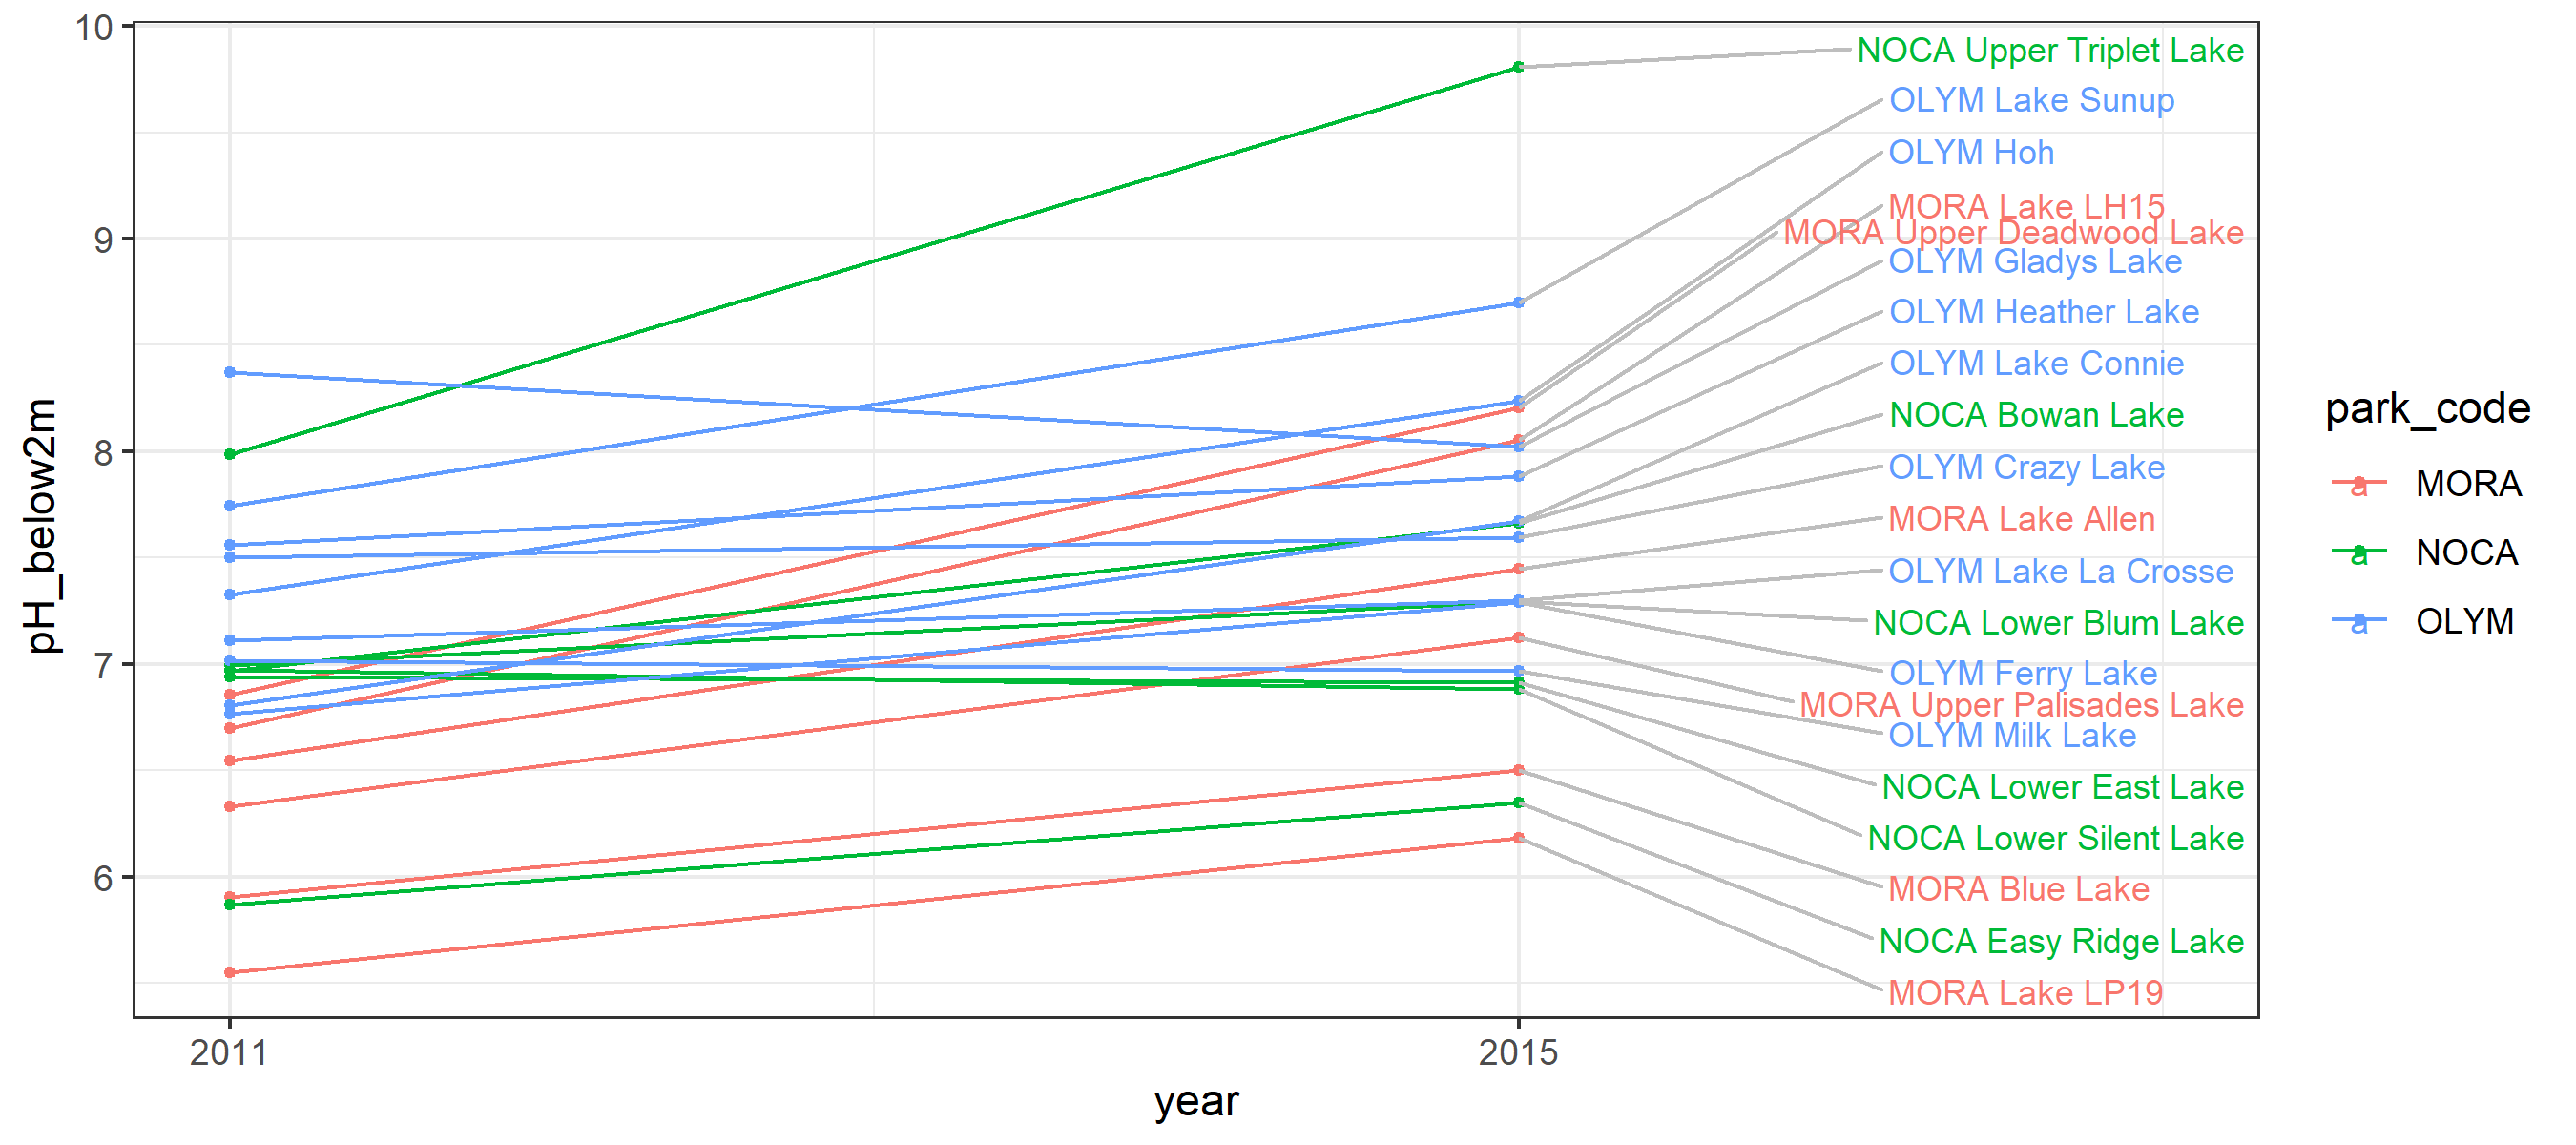 10
9
8
7
6
pH_below2m
2011
2015
year
NOCA Upper Triplet Lake
OLYM Lake Sunup
OLYM Hoh
MORA Lake LH15
MORA Upper Deadwood Lake
OLYM Gladys Lake
OLYM Heather Lake
OLYM Lake Connie
NOCA Bowan Lake
OLYM Crazy Lake
MORA Lake Allen
OLYM Lake La Crosse
NOCA Lower Blum Lake
OLYM Ferry Lake
MORA Upper Palisades Lake
OLYM Milk Lake
NOCA Lower East Lake
NOCA Lower Silent Lake
MORA Blue Lake
NOCA Easy Ridge Lake
MORA Lake LP19
park_code
a MORA
a NOCA
a OLYM